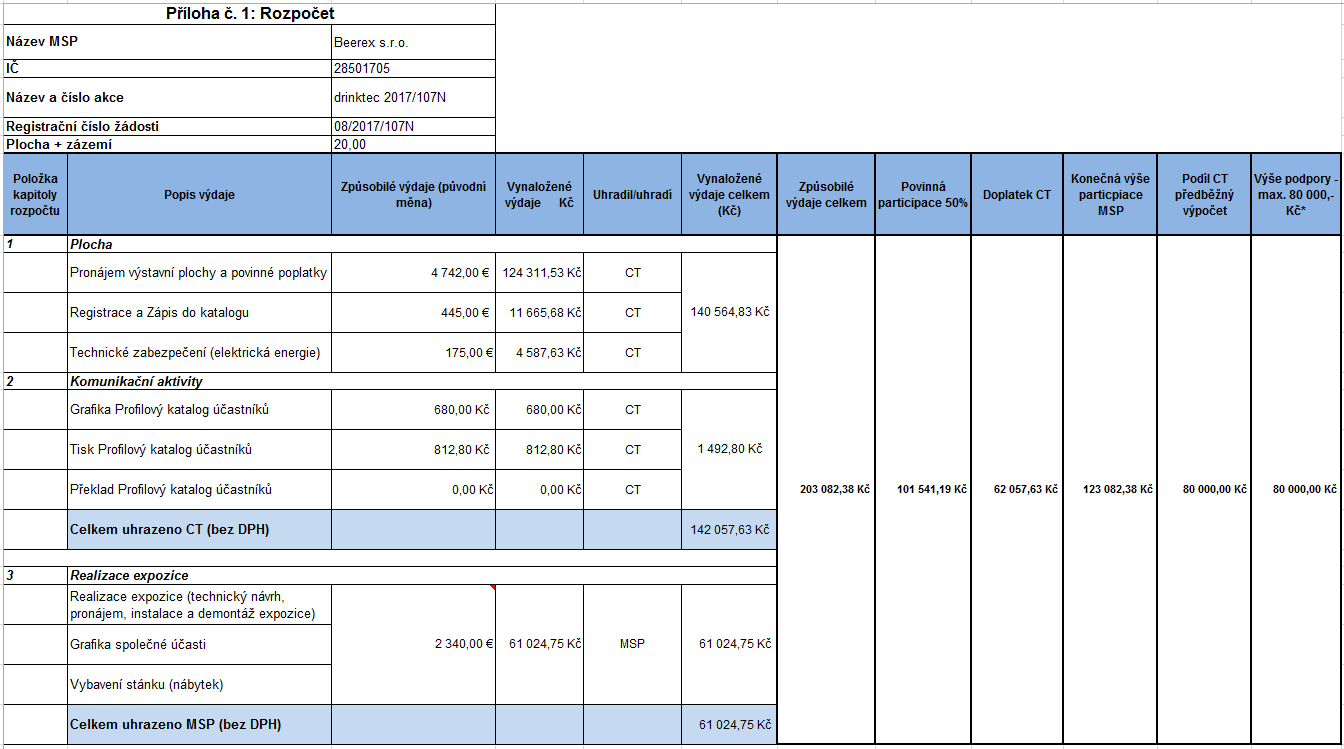 Příloha č. 1: Rozpočet
Název MSP Beerex s.r.o.
IČ 28501705
Název a číslo akce drinktec 2017/107N
Registrační číslo žádosti 08/2017/107N
Plocha + zázemí 20,00
Položka kapitoly rozpočtu Popis výdaje Způsobilé výdaje (původní měna) Vynaložené výdaje Kč Uhradil/uhradí Vynaložené výdaje celkem (Kč) Způsobilé výdaje celkem Povinná participace 50% Doplatek CT Konečná výše particpiace MSP Podíl CT předběžný výpočet Výše podpory - max. 80 000,- Kč*
1 Plocha
Pronájem výstavní plochy a povinné poplatky 4 742,00 € 124 311,53 Kč CT
Registrace a Zápis do katalogu 445,00 € 11 665,68 Kč CT 140 564,83 Kč
Technické zabezpečení (elektrická energie) 175,00 € 4 587,63 Kč CT
2 Komunikační aktivity
Grafika Profilový katalog účastníků 680,00 Kč 680,00 Kč CT
Tisk Profilový katalog účastníků 812,80 Kč 812,80 Kč CT 1 492,80 Kč
Překlad Profilový katalog účastníků 0,00 Kč 0,00 Kč CT 203 082,38 Kč 101 541,19 Kč 62 057,63 Kč 123 082,38 Kč 80 000,00 Kč 80 000,00 Kč
Celkem uhrazeno CT (bez DPH) 142 057,63 Kč
3 Realizace expozice
Realizace expozice (technický návrh,
pronájem, instalace a demontáž expozice)
Grafika společné účasti 2 340,00 € 61 024,75 Kč MSP 61 024,75 Kč
Vybavení stánku (nábytek)
Celkem uhrazeno MSP (bez DPH) 61 024,75 Kč